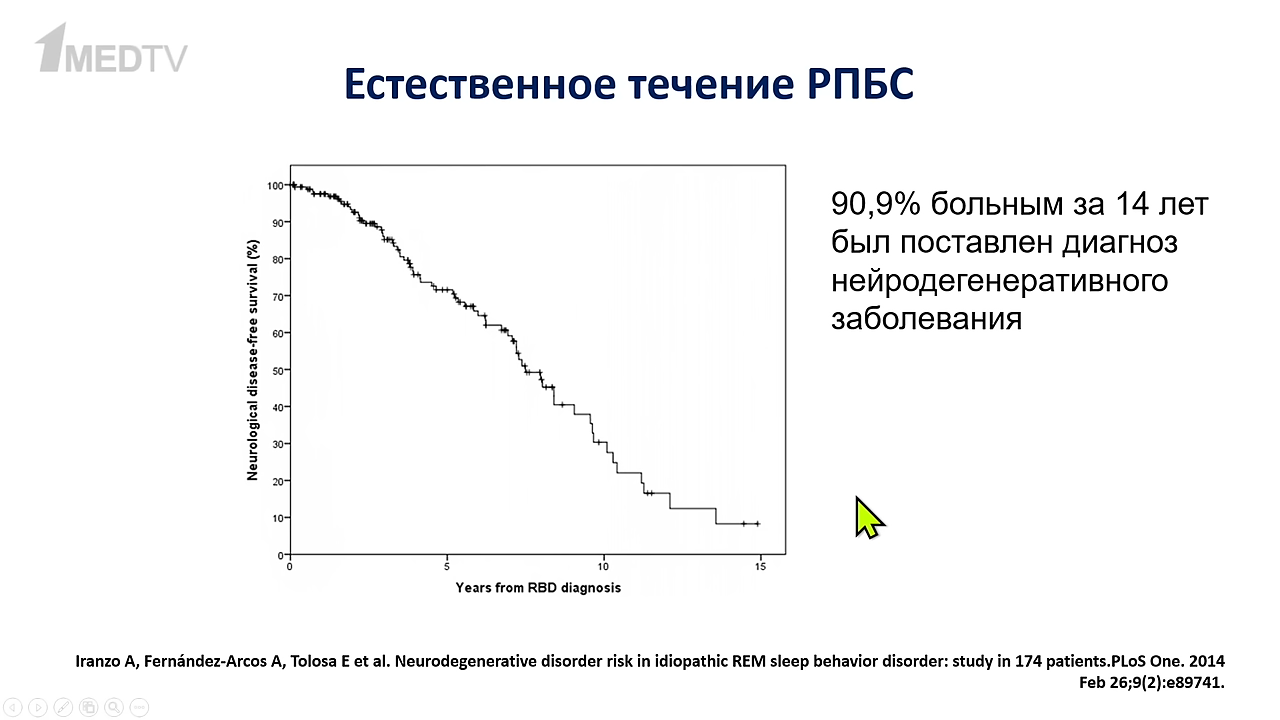 1MEDTV
Естественное течение РПБС
90,9% больным за 14 лет
был поставлен диагноз
нейродегенеративного
заболевания
Neurological disease-free survival (%)
100
90
80
70
60
50
40
30
20
10
0
0 5 10 15
Years from RBD diagnosis
Iranzo A, Fernández-Arcos A, Tolosa E et al. Neurodegenerative disorder risk in idiopathic REM sleep behavior disorder: study in 174 patients.PLoS One. 2014
Feb 26;9(2):e89741.